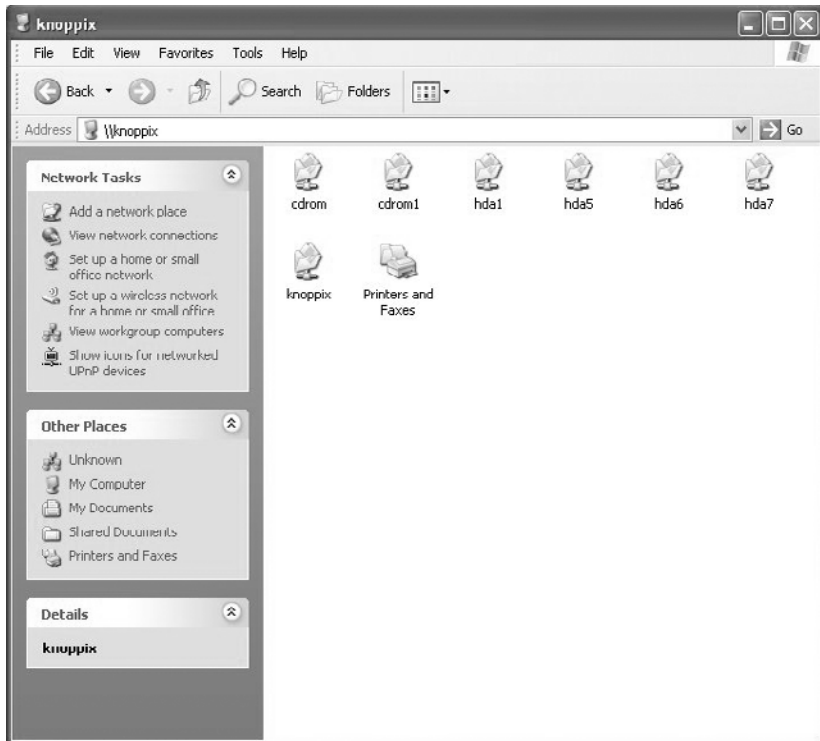 knoppix
File Edit View Favorites Tools Help
Back Search Folders
Address \\knoppix Go
Network Tasks
Add a network place
View network connections
Set up a home or small
office network
Set up a wireless network
for a home or small office
View workgroup computers
Show icons for networked
UPnP devices
Other Places
Unknown
My Computer
My Documents
Shared Documents
Printers and Faxes
Details
knoppix
cdrom cdrom1 hda1 hda5 hda6 hda7
knoppix Printers and
Faxes